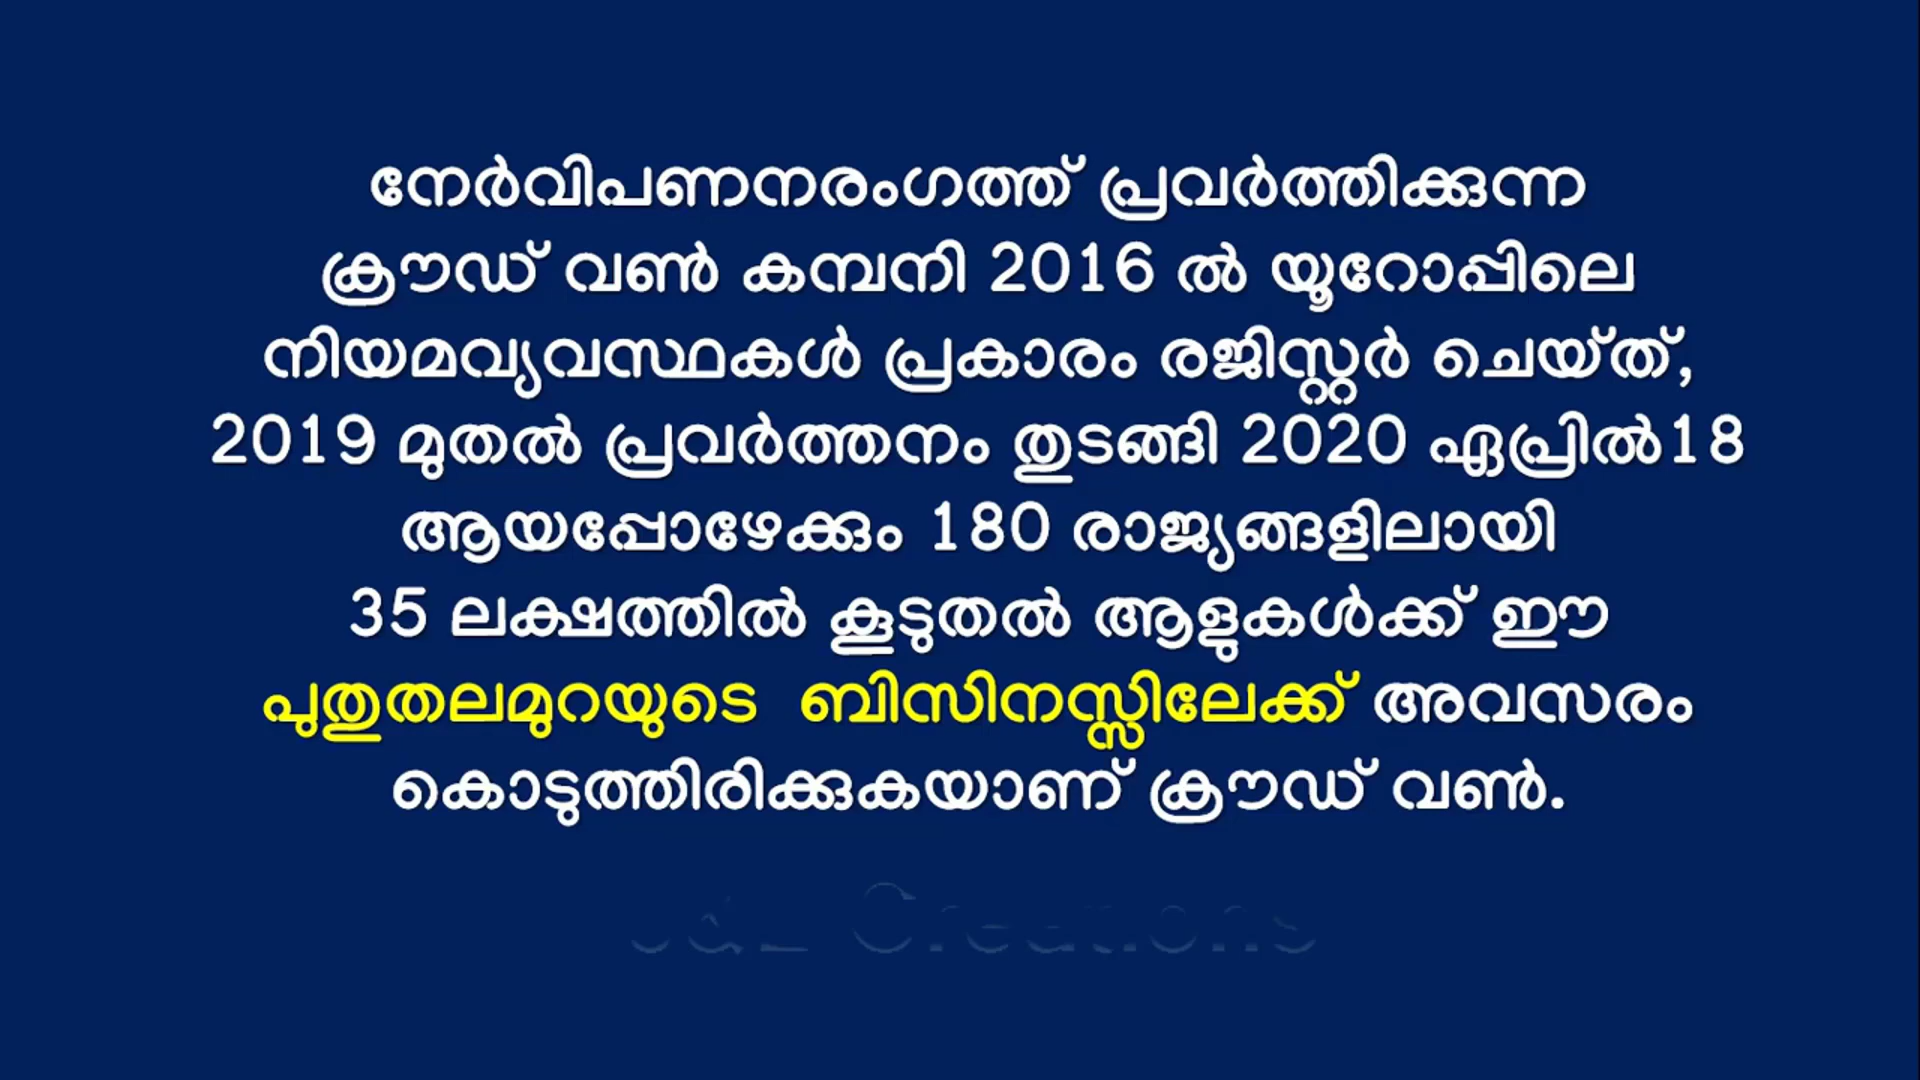 നേർവിപണനരംഗത്ത് പ്രവർത്തിക്കുന്ന
ക്രൗഡ് വൺ കമ്പനി 2016 ൽ യൂറോപ്പിലെ
നിയമവ്യവസ്ഥകൾ പ്രകാരം രജിസ്റ്റർ ചെയ്ത്,
2019 മുതൽ പ്രവർത്തനം തുടങ്ങി 2020 ഏപ്രിൽ18
ആയപ്പോഴേക്കും 180 രാജ്യങ്ങളിലായി
35 ലക്ഷത്തിൽ കൂടുതൽ ആളുകൾക്ക് ഈ
പുതുതലമുറയുടെ ബിസിനസ്സിലേക്ക് അവസരം
കൊടുത്തിരിക്കുകയാണ് ക്രൗഡ് വൺ.
Creations